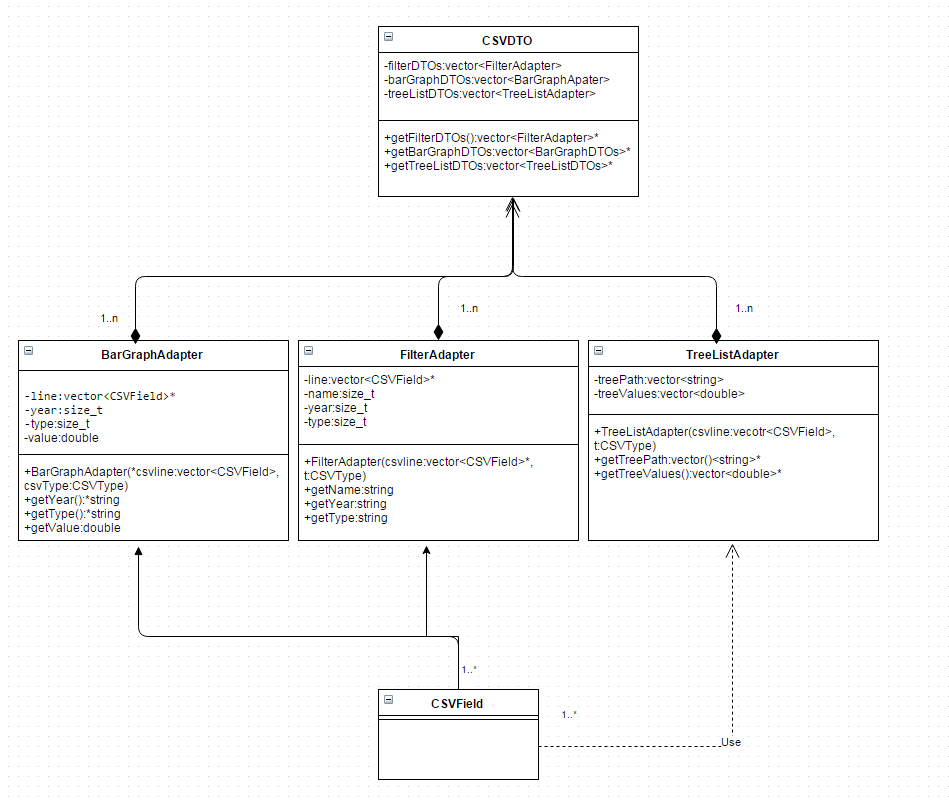 CSVDTO
-filterDTOs:vector<FilterAdapter>
-barGraphDTOs:vector<BarGraphApater>
-treeListDTOs:vector<TreeListAdapter>
+getFilterDTOs():vector<FilterAdapter>*
+getBarGraphDTOs:vector<BarGraphDTOs>*
+getTreeListDTOs:vector<TreeListDTOs>*
1..n
1..n
1..n
BarGraphAdapter
-line:vector<CSVField>*
-year:size_t
-type:size_t
-value:double
+BarGraphAdapter(*csvline:vector<CSVField>,
csvType:CSVType)
+getYear():*string
+getType():*string
+getValue:double
FilterAdapter
-line:vector<CSVField>*
-name:size_t
-year:size_t
-type:size_t
+FilterAdapter(csvline:vector<CSVField>*,
t:CSVType)
+getName:string
+getYear:string
+getType:string
TreeListAdapter
-treePath:vector<string>
-treeValues:vector<double>
+TreeListAdapter(csvline:vecotr<CSVField>,
t:CSVType)
+getTreePath:vector()<string>*
+getTreeValues():vector<double>*
1..*
CSVField
1..*
Use